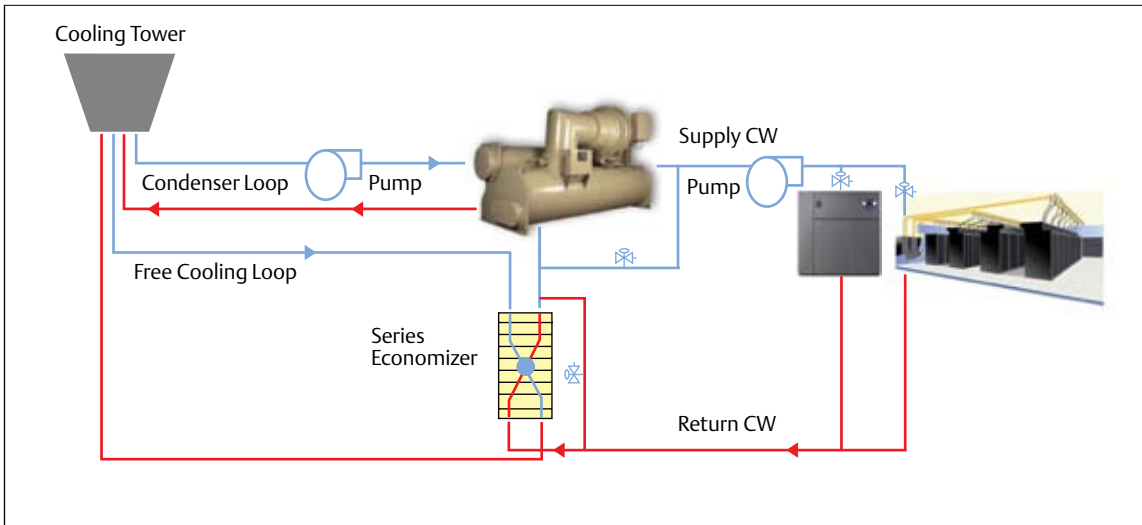 Cooling Tower
Condenser Loop
Pump
Supply CW
Pump
Free Cooling Loop
Series
Economizer
Return CW